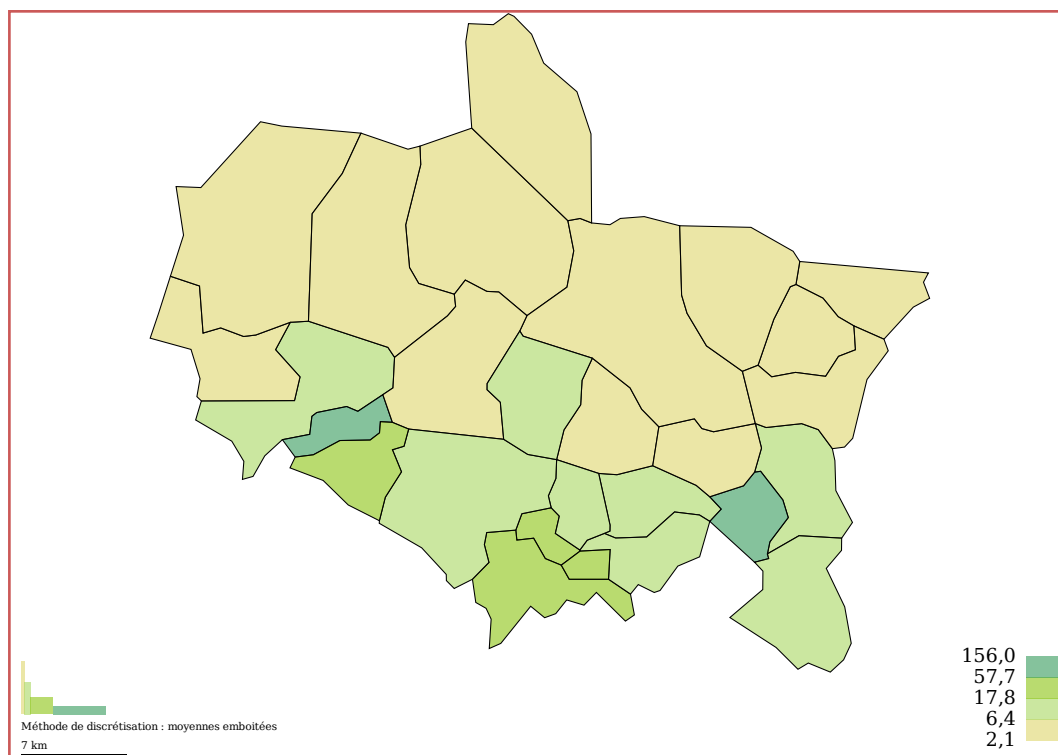 156,0
57,7
17,8
6,4
2,1
Méthode de discrétisation : moyennes emboitées
7 km